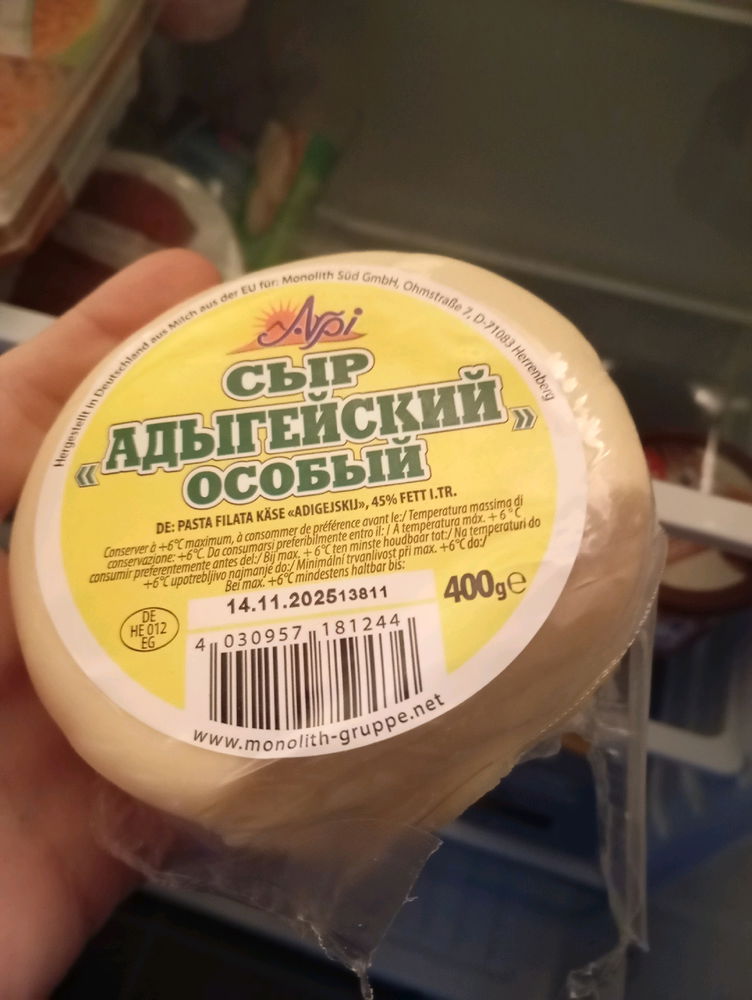 Hergestellt in Deutschland aus Milch aus der EU für: Monolith Süd GmbH, Ohmstraße 7, D-71083 Herrenberg
Арi
СЫР
«АДЫГЕЙСКИЙ»
ОСОБЫЙ
DE: PASTA FILATA KÄSE «ADIGEJSKIJ», 45% FETT I.TR.
Conserver à +6°C maximum, à consommer de préférence avant le:/ Temperatura massima di
conservazione: +6°C. Da consumarsi preferibilmente entro il: / A temperatura máx. +6°C
consumir preferentemente antes del:/ Bij max. +6°C ten minste houdbaar tot:/ Na temperaturi do
+6°C upotrebljivo najmanje do:/ Minimální trvanlivost při max. +6°C do:/
Bei max. +6°C mindestens haltbar bis:
14.11.202513811
400g℮
DE
HE 012
EG
4 030957 181244
www.monolith-gruppe.net